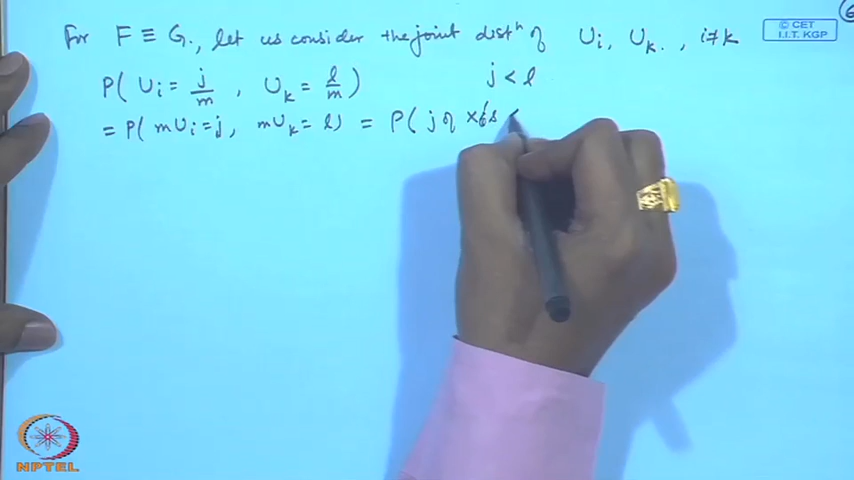 For F ≡ G, let us consider the joint distⁿ of Ui, Uk, i≠k
P( Ui = j/m , Uk = l/m ) j < l
= P( mUi = j, mUk = l) = P( j of X's <
© CET
I.I.T. KGP
NPTEL